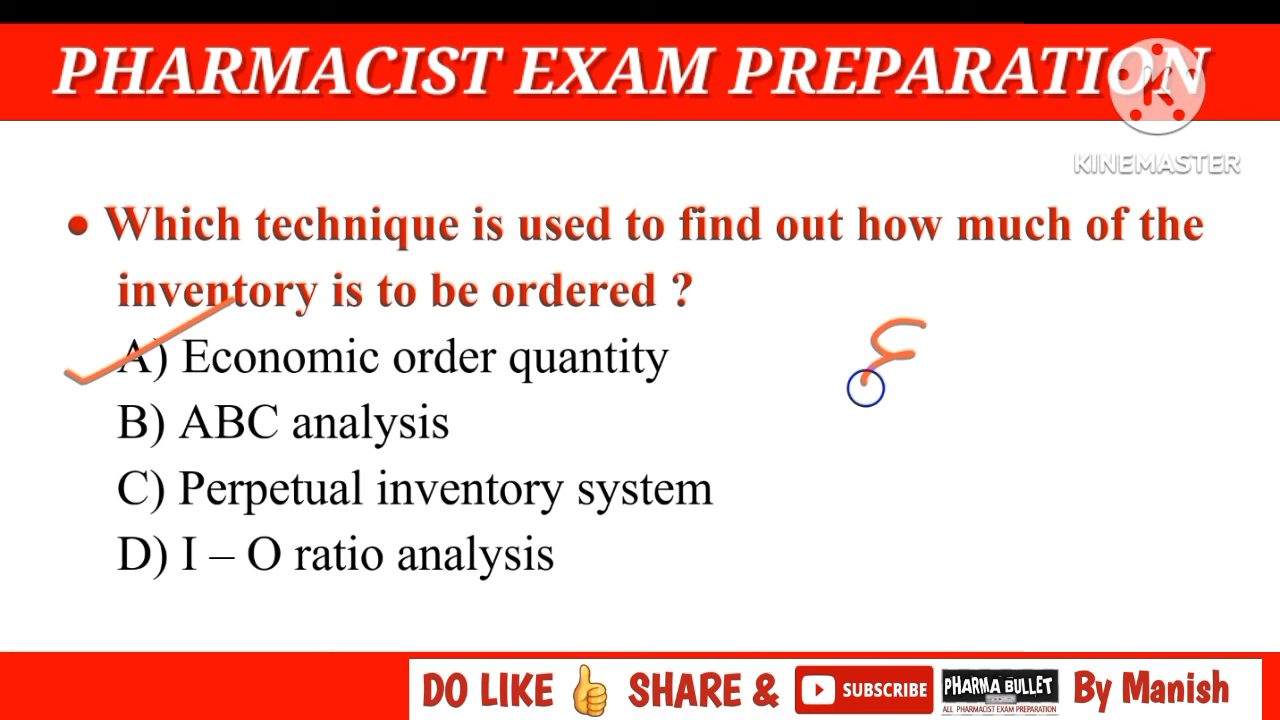 PHARMACIST EXAM PREPARATION
KINEMASTER
• Which technique is used to find out how much of the
inventory is to be ordered ?
A) Economic order quantity
B) ABC analysis
C) Perpetual inventory system
D) I – O ratio analysis
DO LIKE 👍 SHARE & SUBSCRIBE PHARMA BULLET By Manish
ALL PHARMACIST EXAM PREPARATION